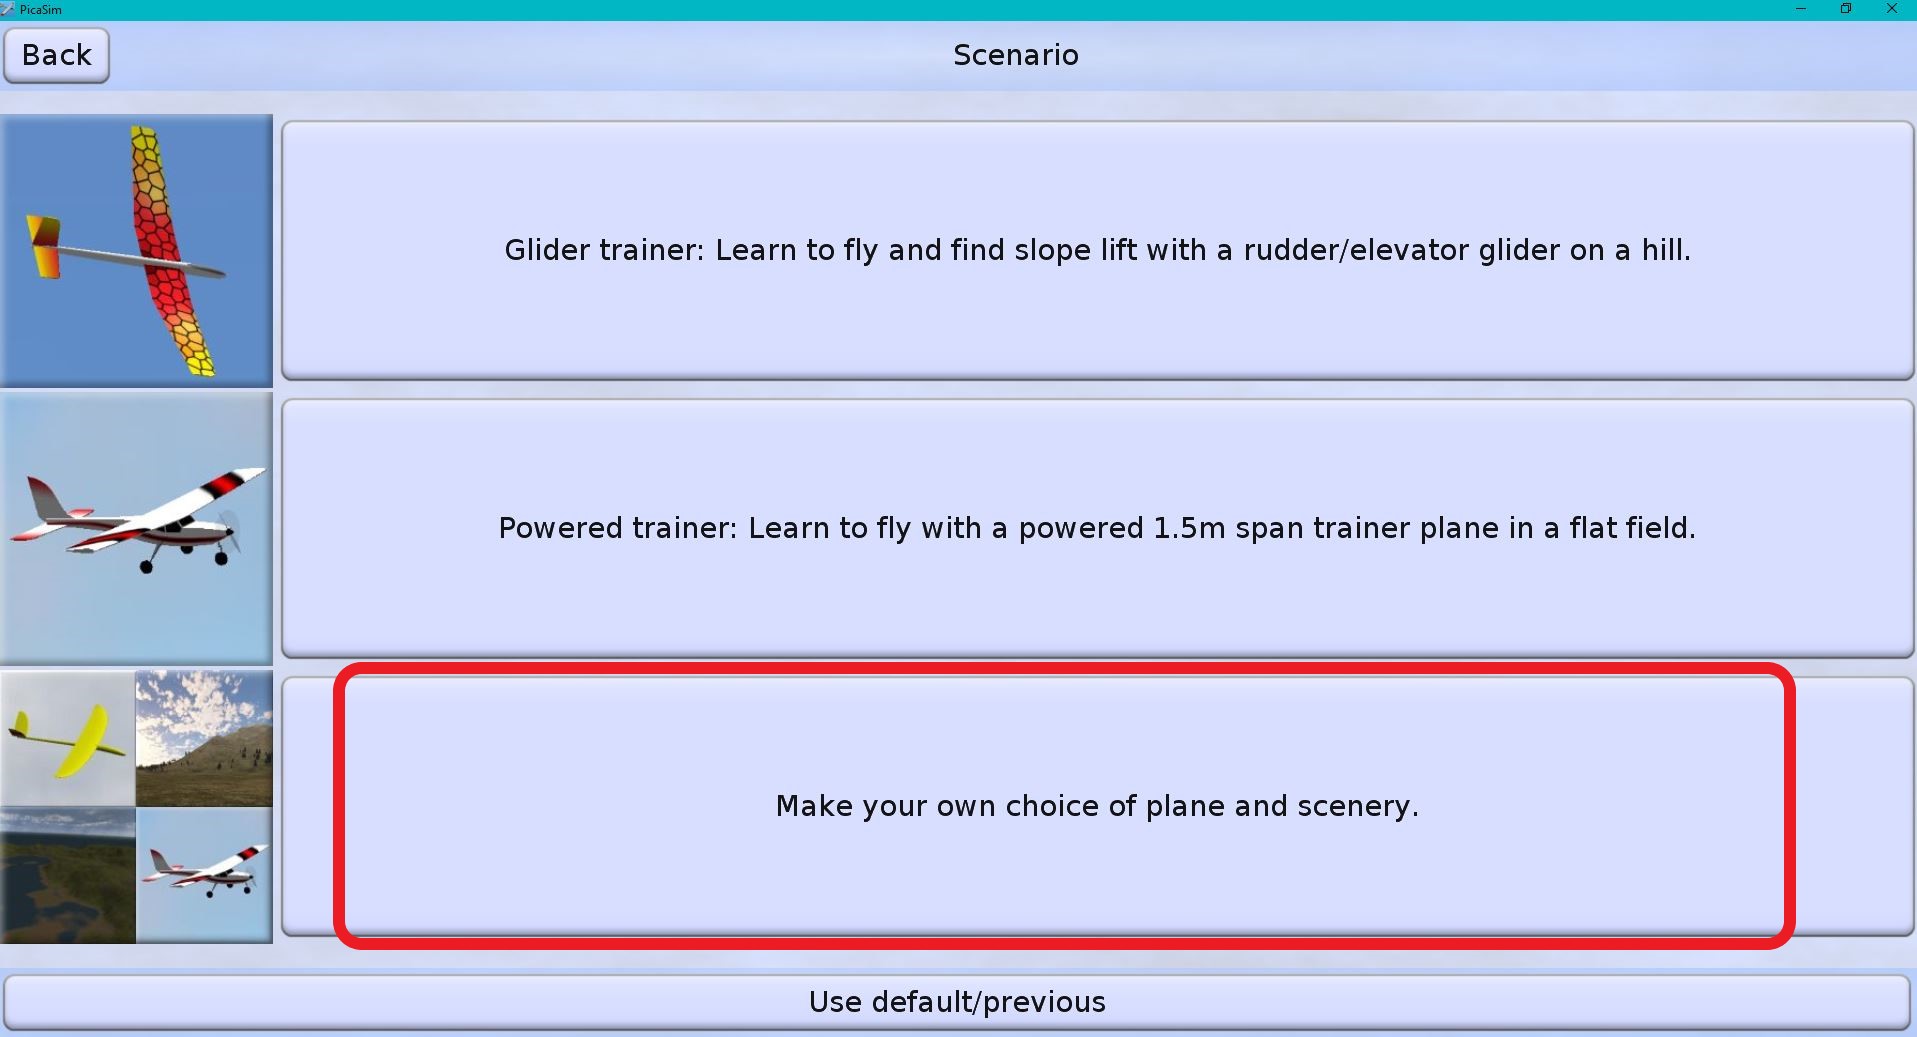 PicaSim
Back
Scenario
Glider trainer: Learn to fly and find slope lift with a rudder/elevator glider on a hill.
Powered trainer: Learn to fly with a powered 1.5m span trainer plane in a flat field.
Make your own choice of plane and scenery.
Use default/previous